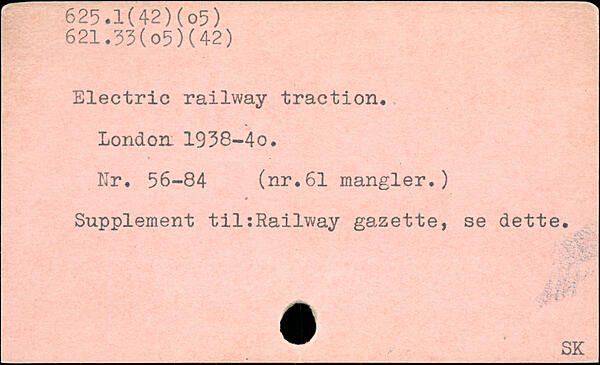 625.1(42)(o5)
621.33(o5)(42)
Electric railway traction.
London 1938-4o.
Nr. 56-84 (nr.61 mangler.)
Supplement til:Railway gazette, se dette.
SK